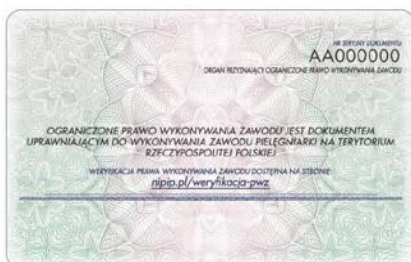 NR SERYJNY DOKUMENTU
AA000000
ORGAN PRZYZNAJĄCY OGRANICZONE PRAWO WYKONYWANIA ZAWODU
OGRANICZONE PRAWO WYKONYWANIA ZAWODU JEST DOKUMENTEM
UPRAWNIAJĄCYM DO WYKONYWANIA ZAWODU PIELĘGNIARKI NA TERYTORIUM
RZECZYPOSPOLITEJ POLSKIEJ
WERYFIKACJA PRAWA WYKONYWANIA ZAWODU DOSTĘPNA NA STRONIE:
nipip.pl/weryfikacja-pwz